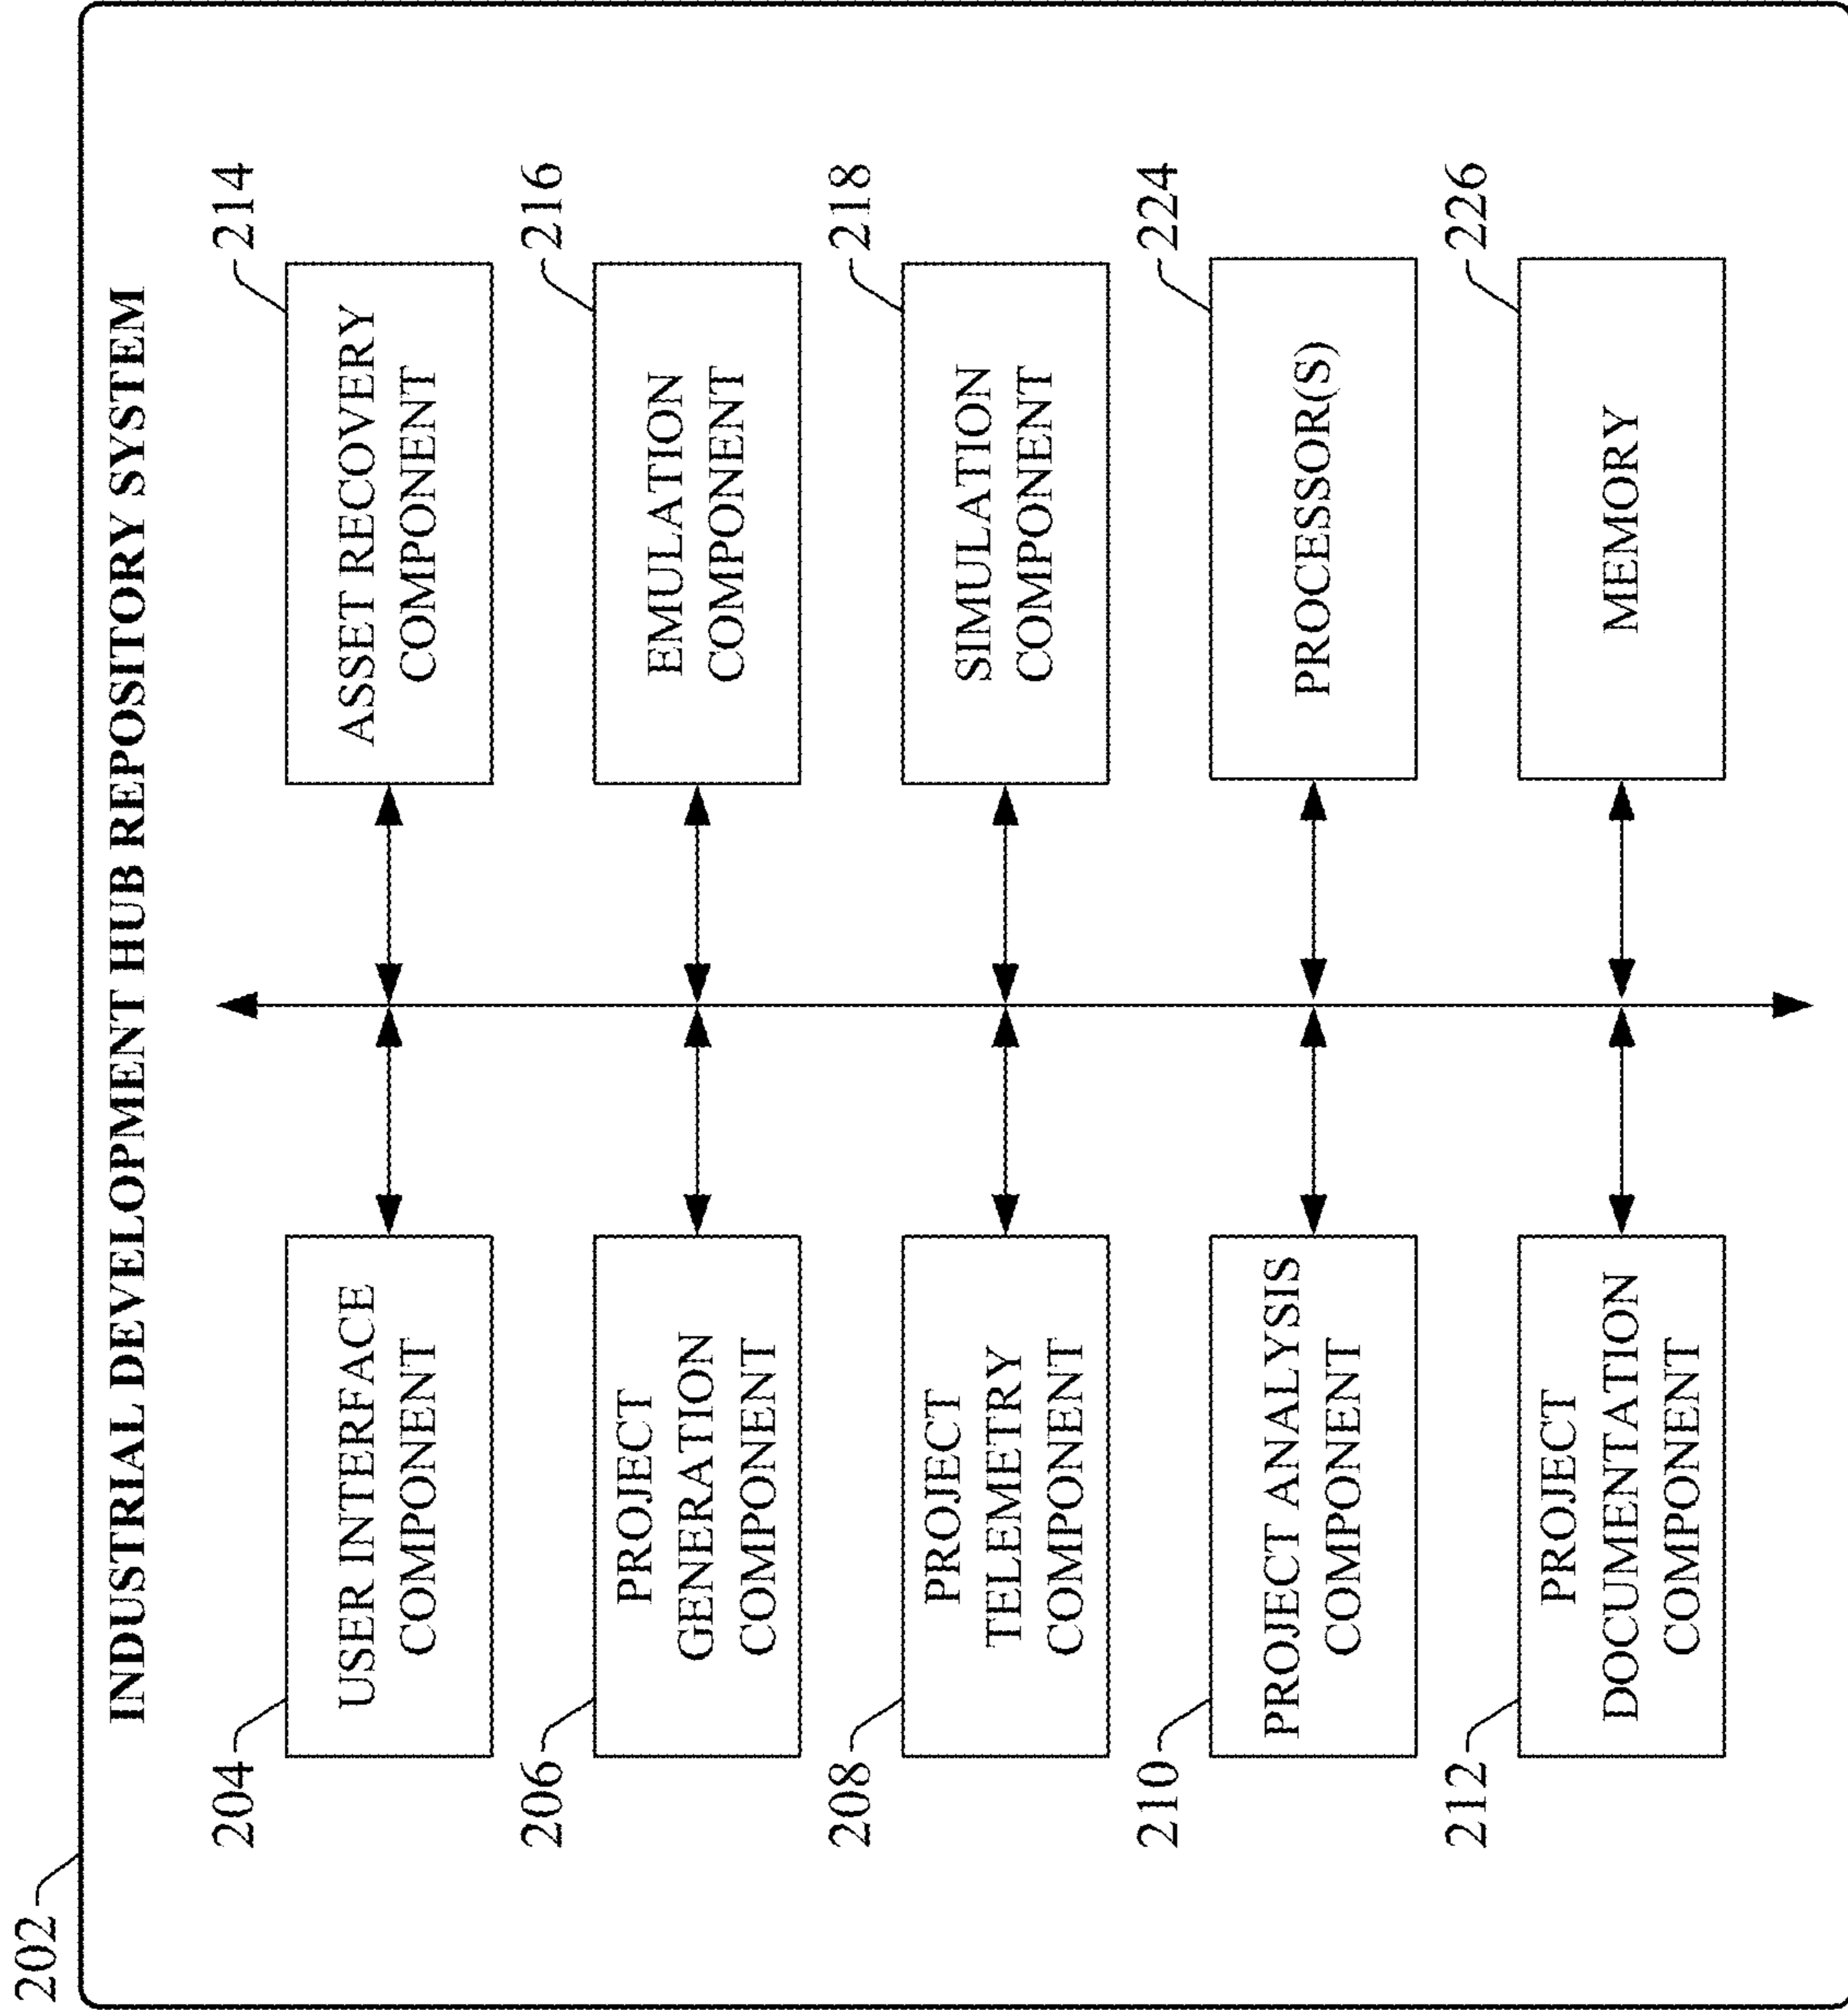 202
INDUSTRIAL DEVELOPMENT HUB REPOSITORY SYSTEM
204
USER INTERFACE
COMPONENT
214
ASSET RECOVERY
COMPONENT
206
PROJECT
GENERATION
COMPONENT
216
EMULATION
COMPONENT
208
PROJECT
TELEMETRY
COMPONENT
218
SIMULATION
COMPONENT
210
PROJECT ANALYSIS
COMPONENT
224
PROCESSOR(S)
212
PROJECT
DOCUMENTATION
COMPONENT
226
MEMORY